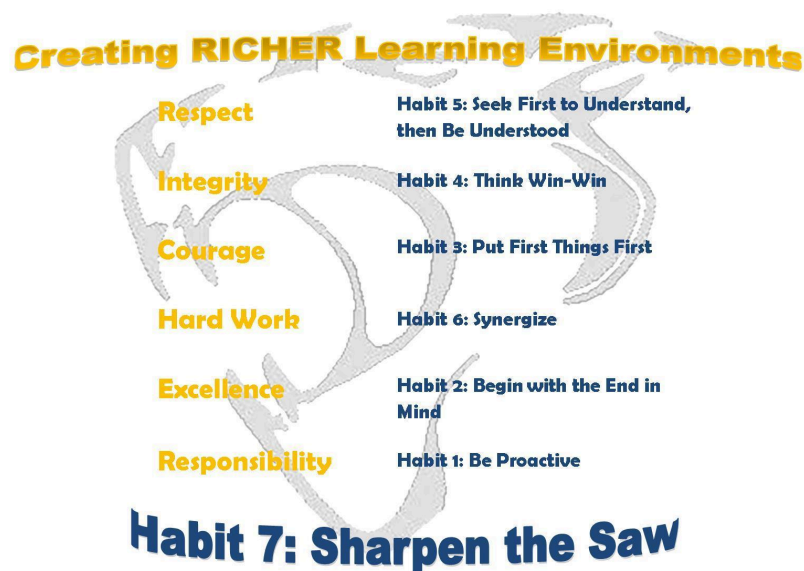 Creating RICHER Learning Environments
Respect
Habit 5: Seek First to Understand,
then Be Understood
Integrity
Habit 4: Think Win-Win
Courage
Habit 3: Put First Things First
Hard Work
Habit 6: Synergize
Excellence
Habit 2: Begin with the End in
Mind
Responsibility
Habit 1: Be Proactive
Habit 7: Sharpen the Saw